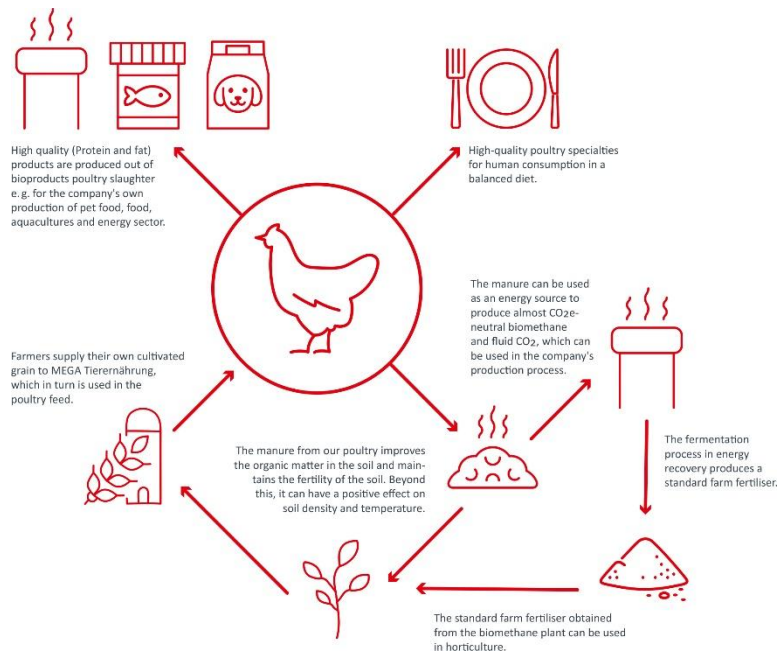 High quality (Protein and fat)
products are produced out of
bioproducts poultry slaughter
e. g. for the company's own
production of pet food, food,
aquacultures and energy sector.
High-quality poultry specialties
for human consumption in a
balanced diet.
The manure can be used
as an energy source to
produce almost CO2e-
neutral biomethane
and fluid CO2, which can
be used in the company's
production process.
Farmers supply their own cultivated
grain to MEGA Tierernährung,
which in turn is used in the
poultry feed.
The manure from our poultry improves
the organic matter in the soil and main-
tains the fertility of the soil. Beyond
this, it can have a positive effect on
soil density and temperature.
The fermentation
process in energy
recovery produces a
standard farm fertiliser.
The standard farm fertiliser obtained
from the biomethane plant can be used
in horticulture.